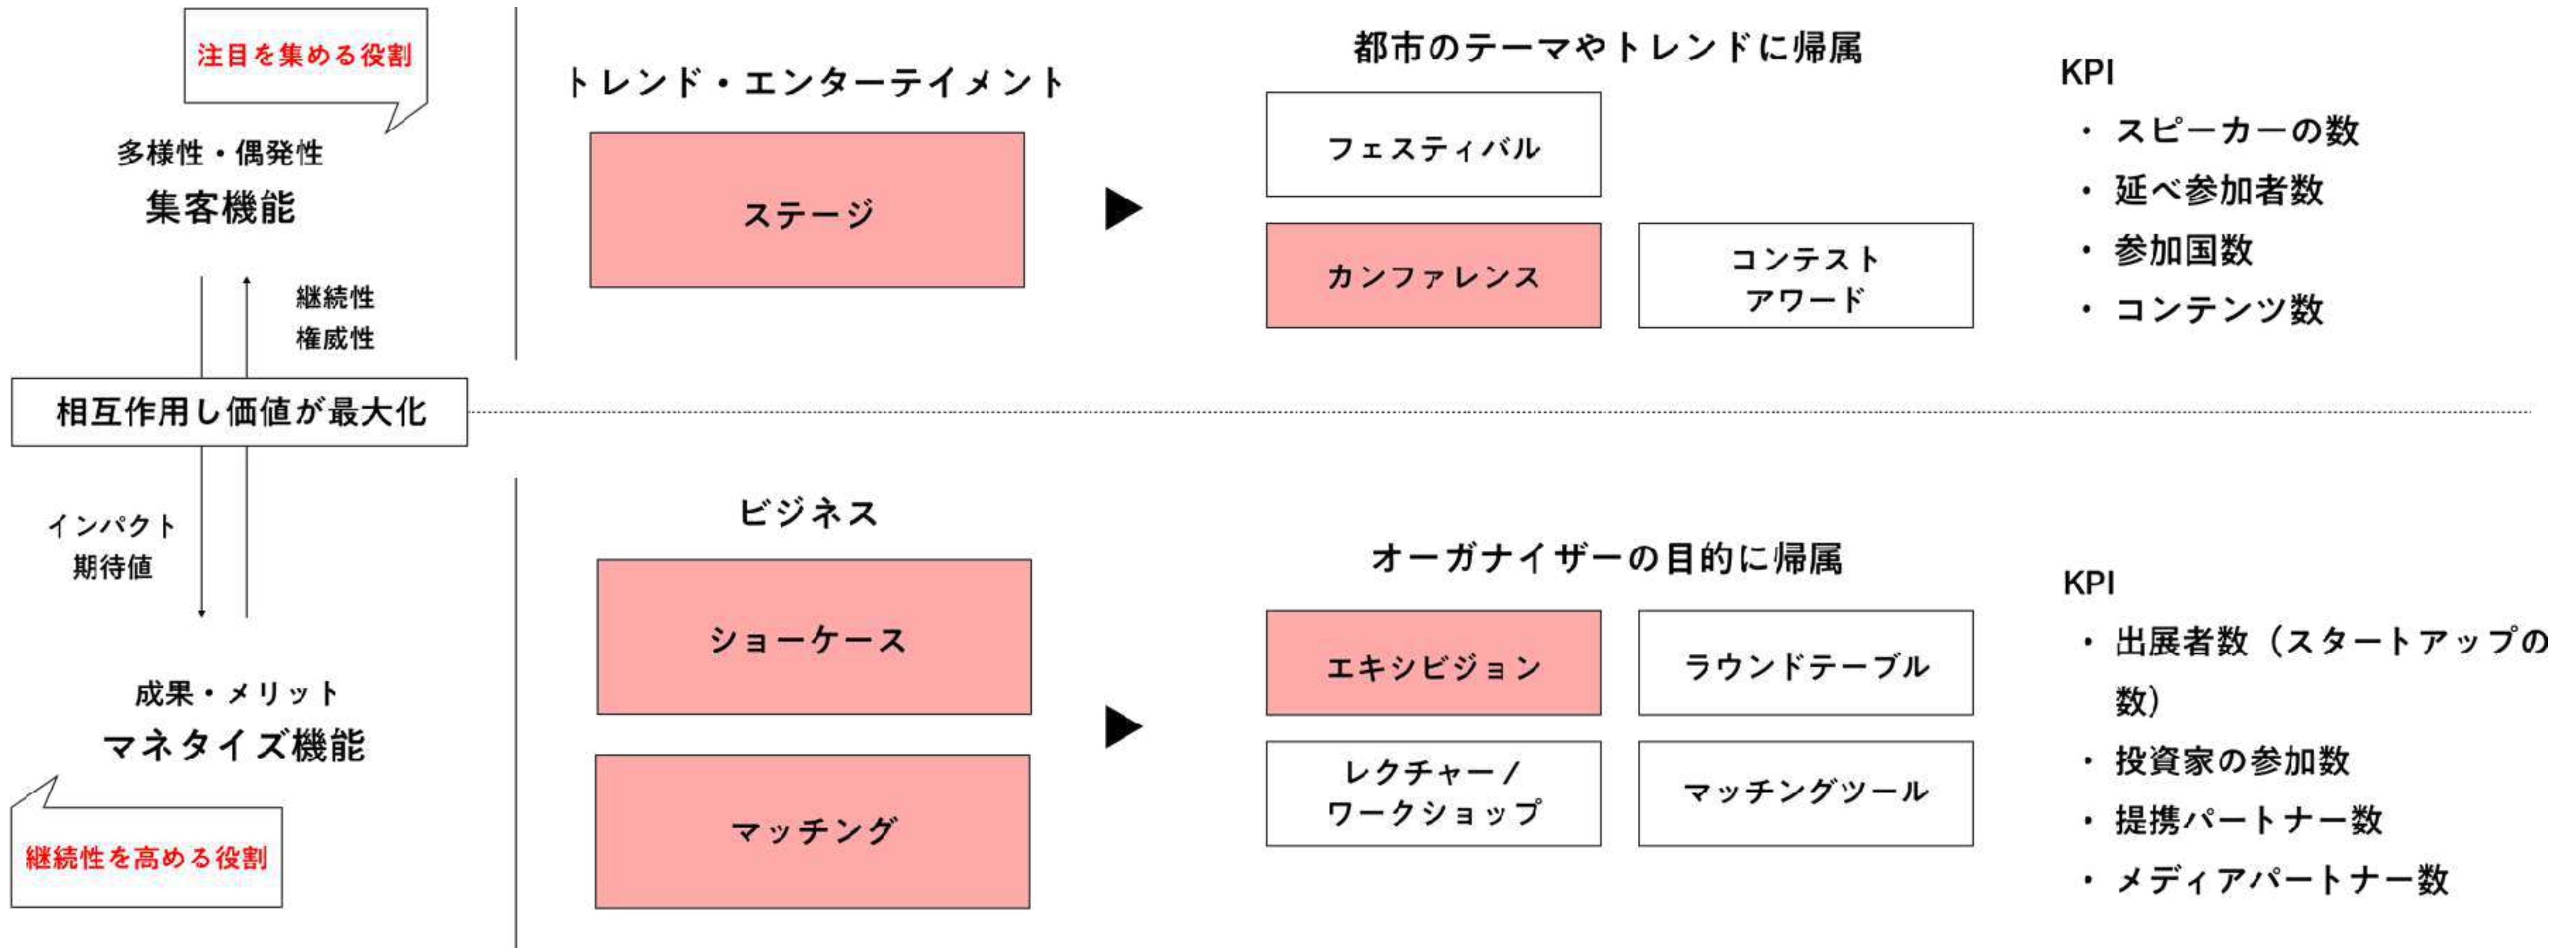 注目を集める役割
多様性・偶発性
集客機能
継続性
権威性
相互作用し価値が最大化
インパクト
期待値
成果・メリット
マネタイズ機能
継続性を高める役割
トレンド・エンターテイメント
ステージ
都市のテーマやトレンドに帰属
フェスティバル
カンファレンス
コンテスト
アワード
KPI
・ スピーカーの数
・ 延べ参加者数
・ 参加国数
・ コンテンツ数
ビジネス
ショーケース
マッチング
オーガナイザーの目的に帰属
エキシビジョン
ラウンドテーブル
レクチャー /
ワークショップ
マッチングツール
KPI
・ 出展者数（スタートアップの
数）
・ 投資家の参加数
・ 提携パートナー数
・ メディアパートナー数